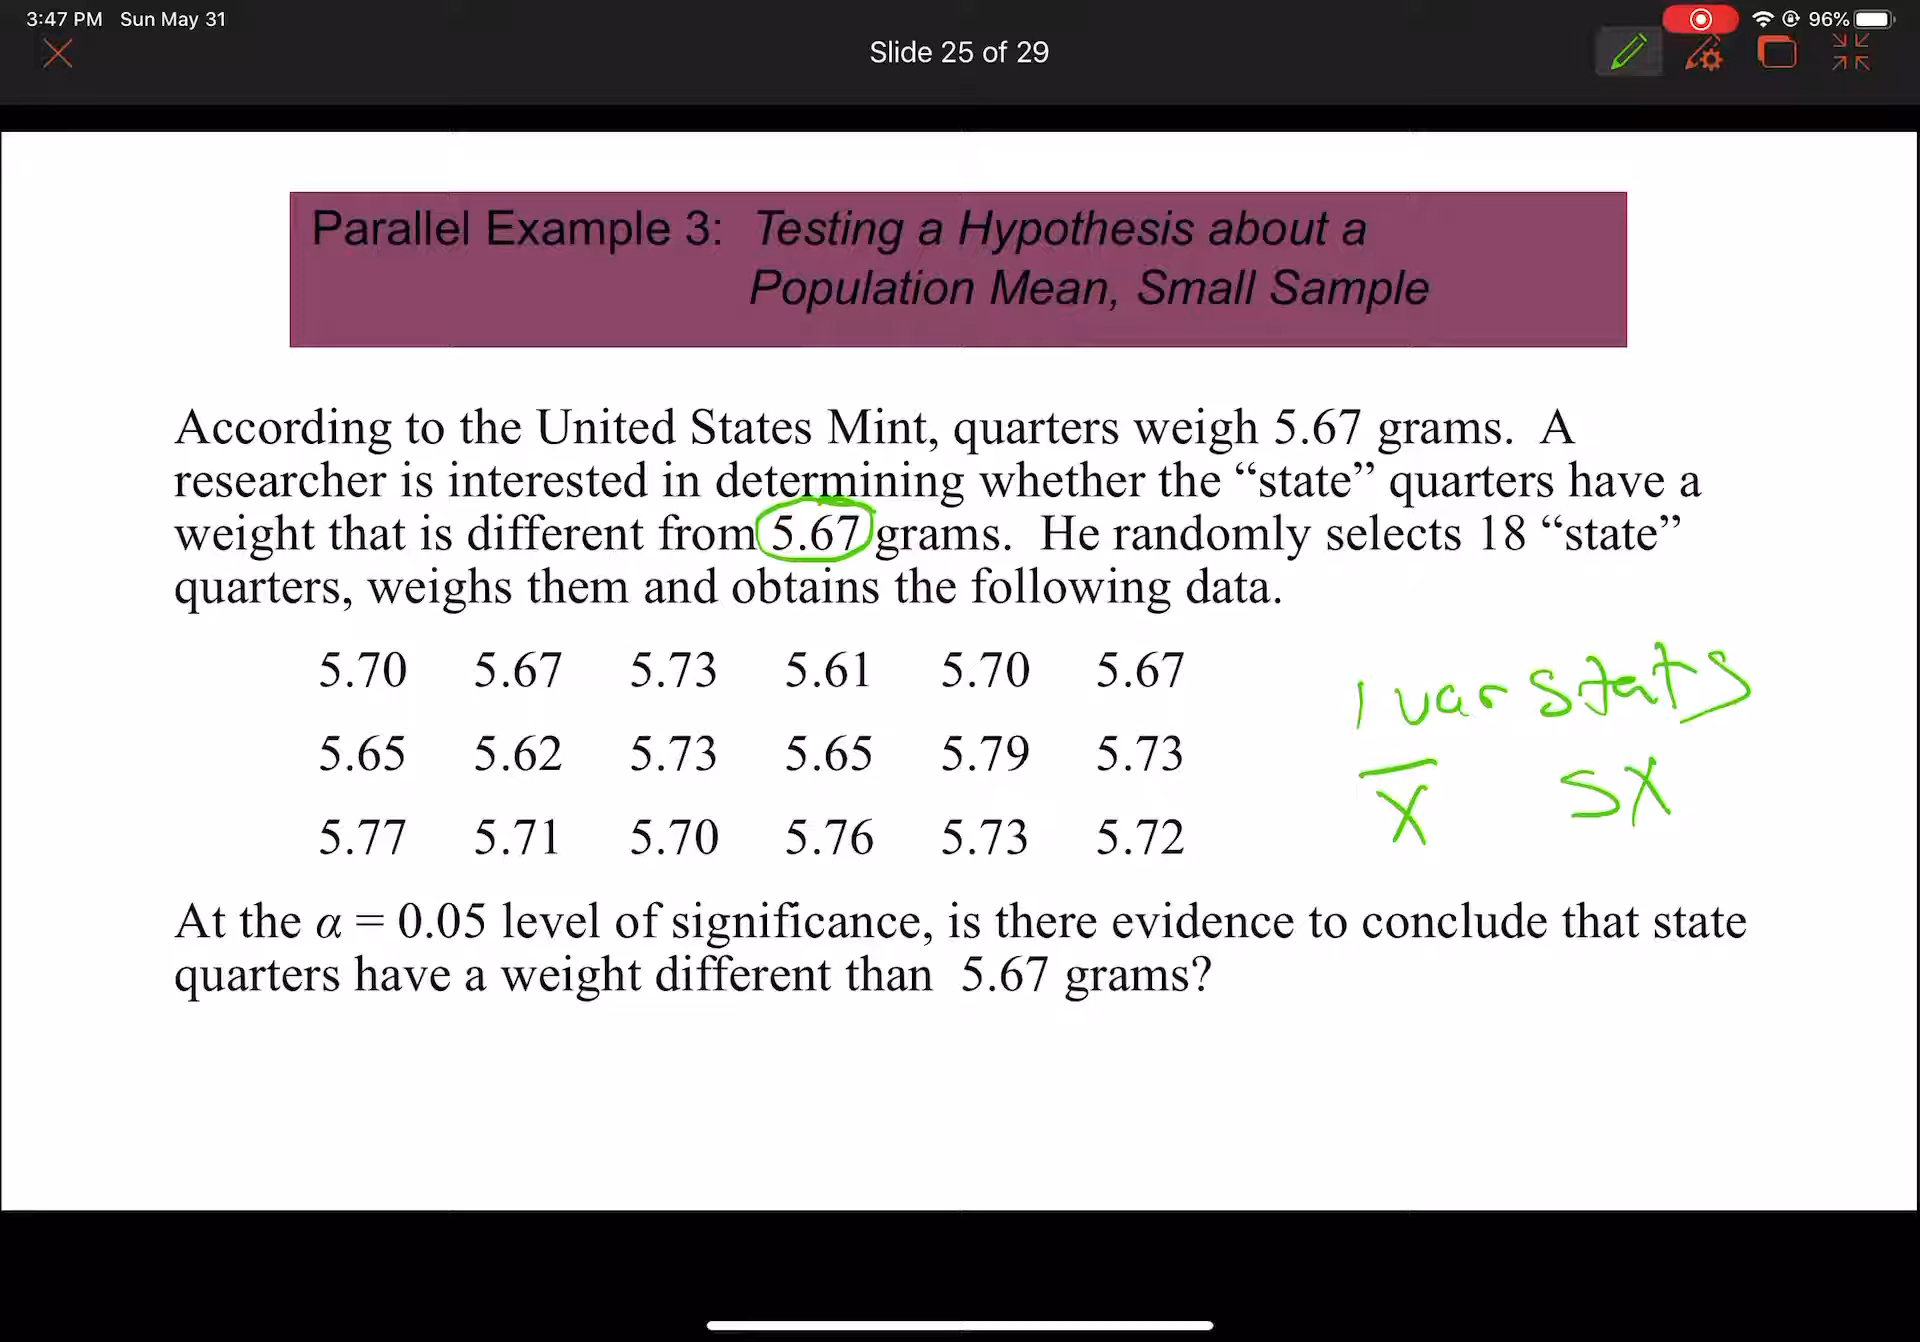 3:47 PM Sun May 31
96%
Slide 25 of 29
Parallel Example 3: Testing a Hypothesis about a
Population Mean, Small Sample
According to the United States Mint, quarters weigh 5.67 grams. A
researcher is interested in determining whether the “state” quarters have a
weight that is different from 5.67 grams. He randomly selects 18 “state”
quarters, weighs them and obtains the following data.
5.70 5.67 5.73 5.61 5.70 5.67
5.65 5.62 5.73 5.65 5.79 5.73
5.77 5.71 5.70 5.76 5.73 5.72
1 var stats
x̅ sx
At the α = 0.05 level of significance, is there evidence to conclude that state
quarters have a weight different than 5.67 grams?